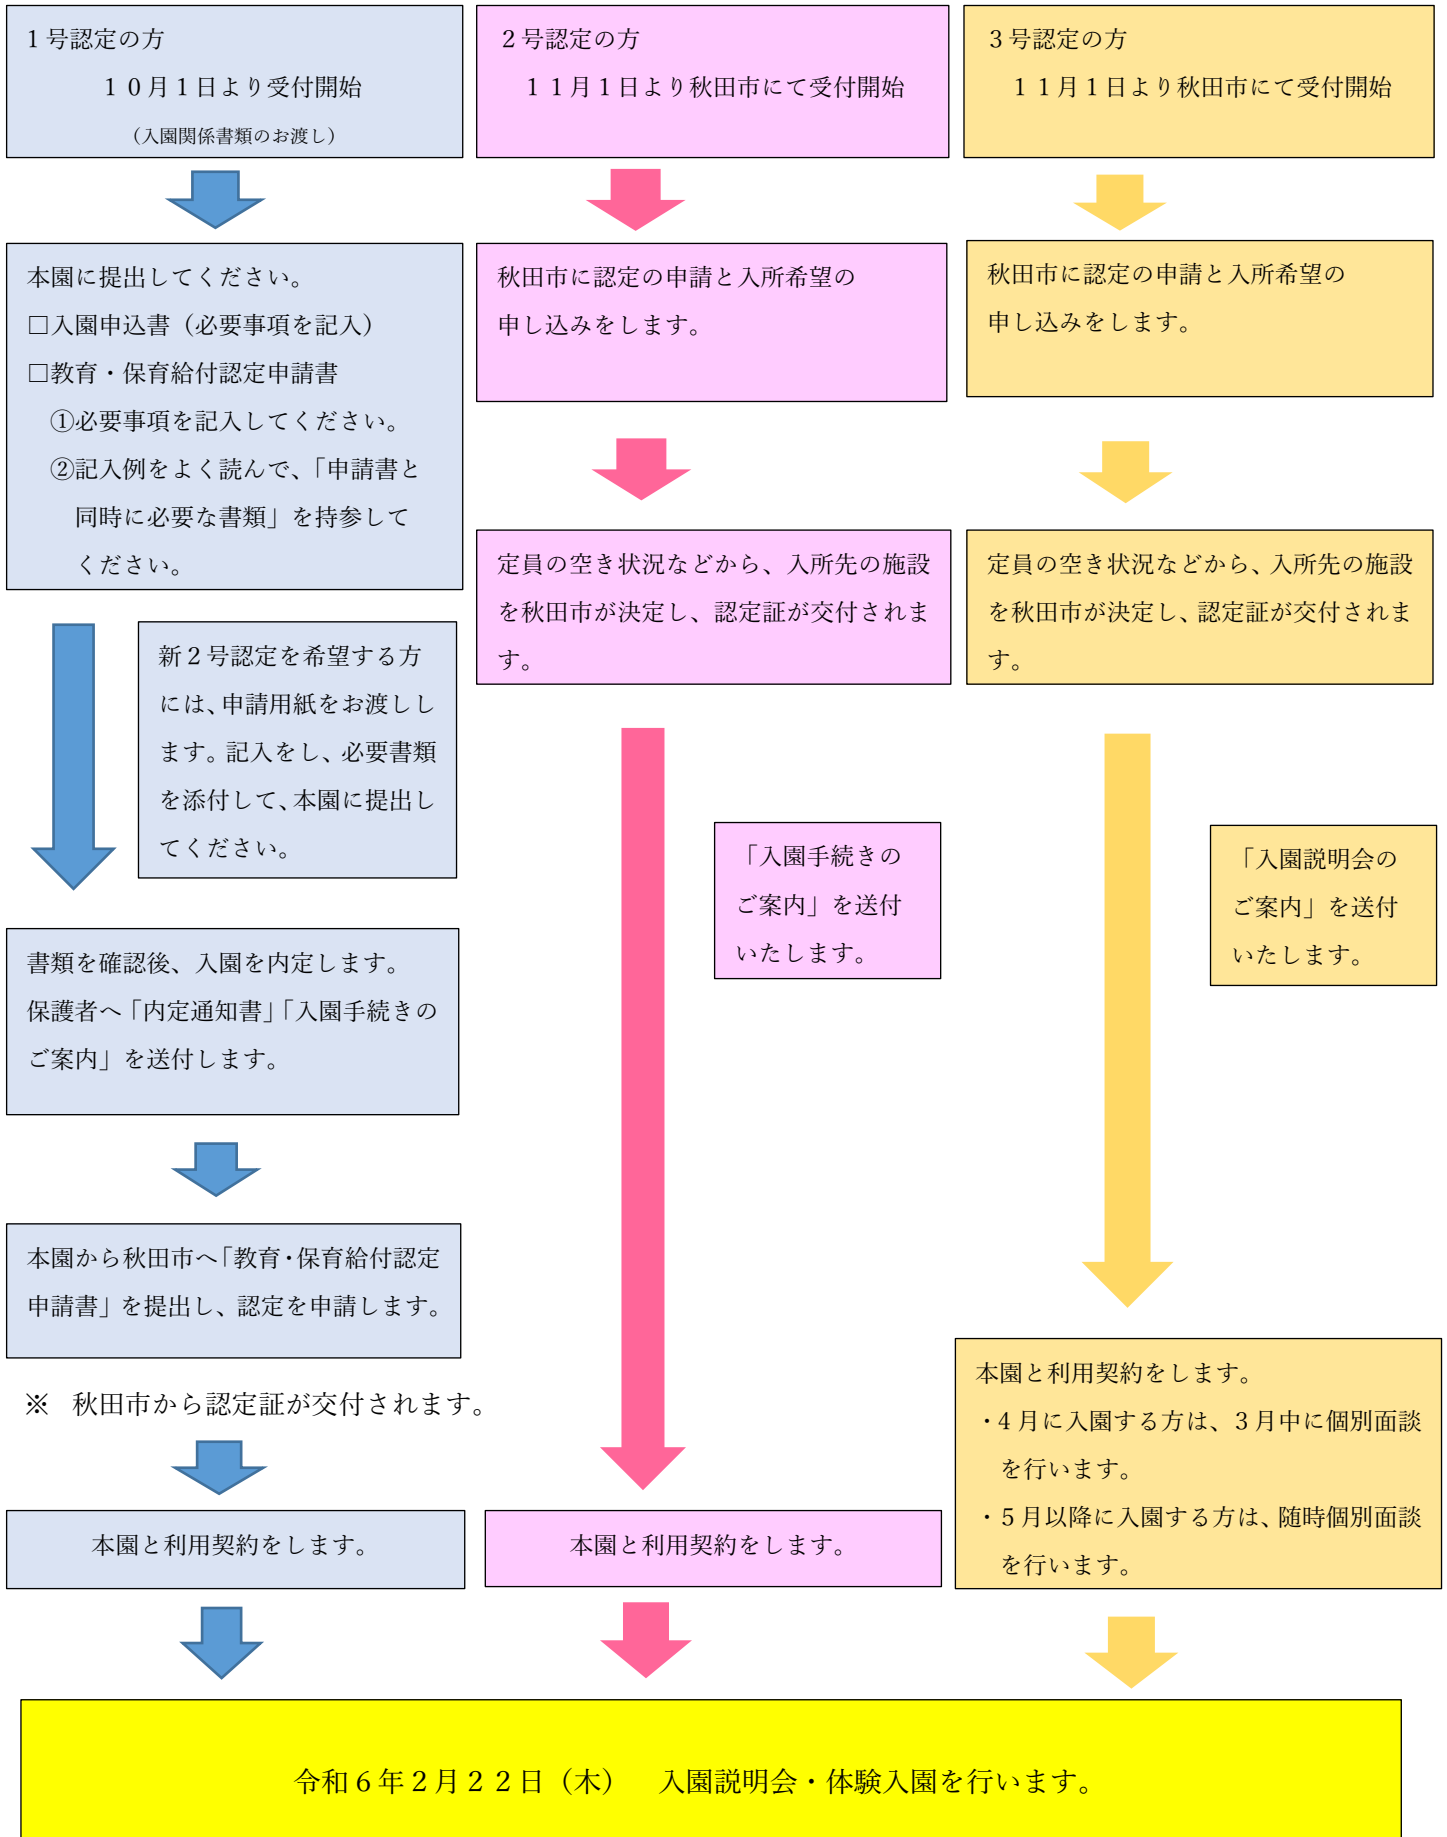 １号認定の方
１０月１日より受付開始
（入園関係書類のお渡し）
本園に提出してください。
□入園申込書（必要事項を記入）
□教育・保育給付認定申請書
①必要事項を記入してください。
②記入例をよく読んで、「申請書と
同時に必要な書類」を持参して
ください。
新２号認定を希望する方
には、申請用紙をお渡しし
ます。記入をし、必要書類
を添付して、本園に提出し
てください。
書類を確認後、入園を内定します。
保護者へ「内定通知書」「入園手続きの
ご案内」を送付します。
本園から秋田市へ「教育・保育給付認定
申請書」を提出し、認定を申請します。
※　秋田市から認定証が交付されます。
本園と利用契約をします。
２号認定の方
１１月１日より秋田市にて受付開始
秋田市に認定の申請と入所希望の
申し込みをします。
定員の空き状況などから、入所先の施設
を秋田市が決定し、認定証が交付されま
す。
「入園手続きの
ご案内」を送付
いたします。
本園と利用契約をします。
３号認定の方
１１月１日より秋田市にて受付開始
秋田市に認定の申請と入所希望の
申し込みをします。
定員の空き状況などから、入所先の施設
を秋田市が決定し、認定証が交付されま
す。
「入園説明会の
ご案内」を送付
いたします。
本園と利用契約をします。
・4月に入園する方は、３月中に個別面談
を行います。
・５月以降に入園する方は、随時個別面談
を行います。
令和６年２月２２日（木）　入園説明会・体験入園を行います。